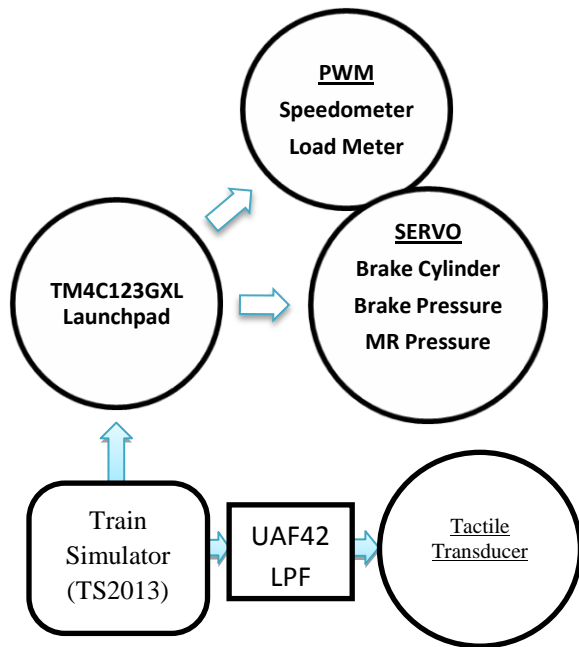 PWM
Speedometer
Load Meter
SERVO
Brake Cylinder
Brake Pressure
MR Pressure
TM4C123GXL
Launchpad
Train
Simulator
(TS2013)
UAF42
LPF
Tactile
Transducer